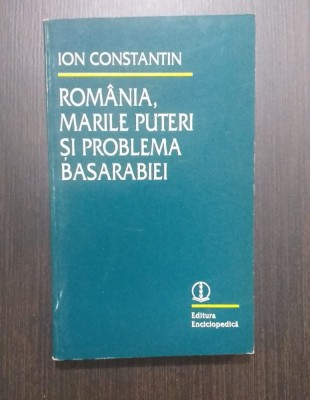 ION CONSTANTIN
ROMÂNIA,
MARILE PUTERI
ȘI PROBLEMA
BASARABIEI
Editura
Enciclopedică